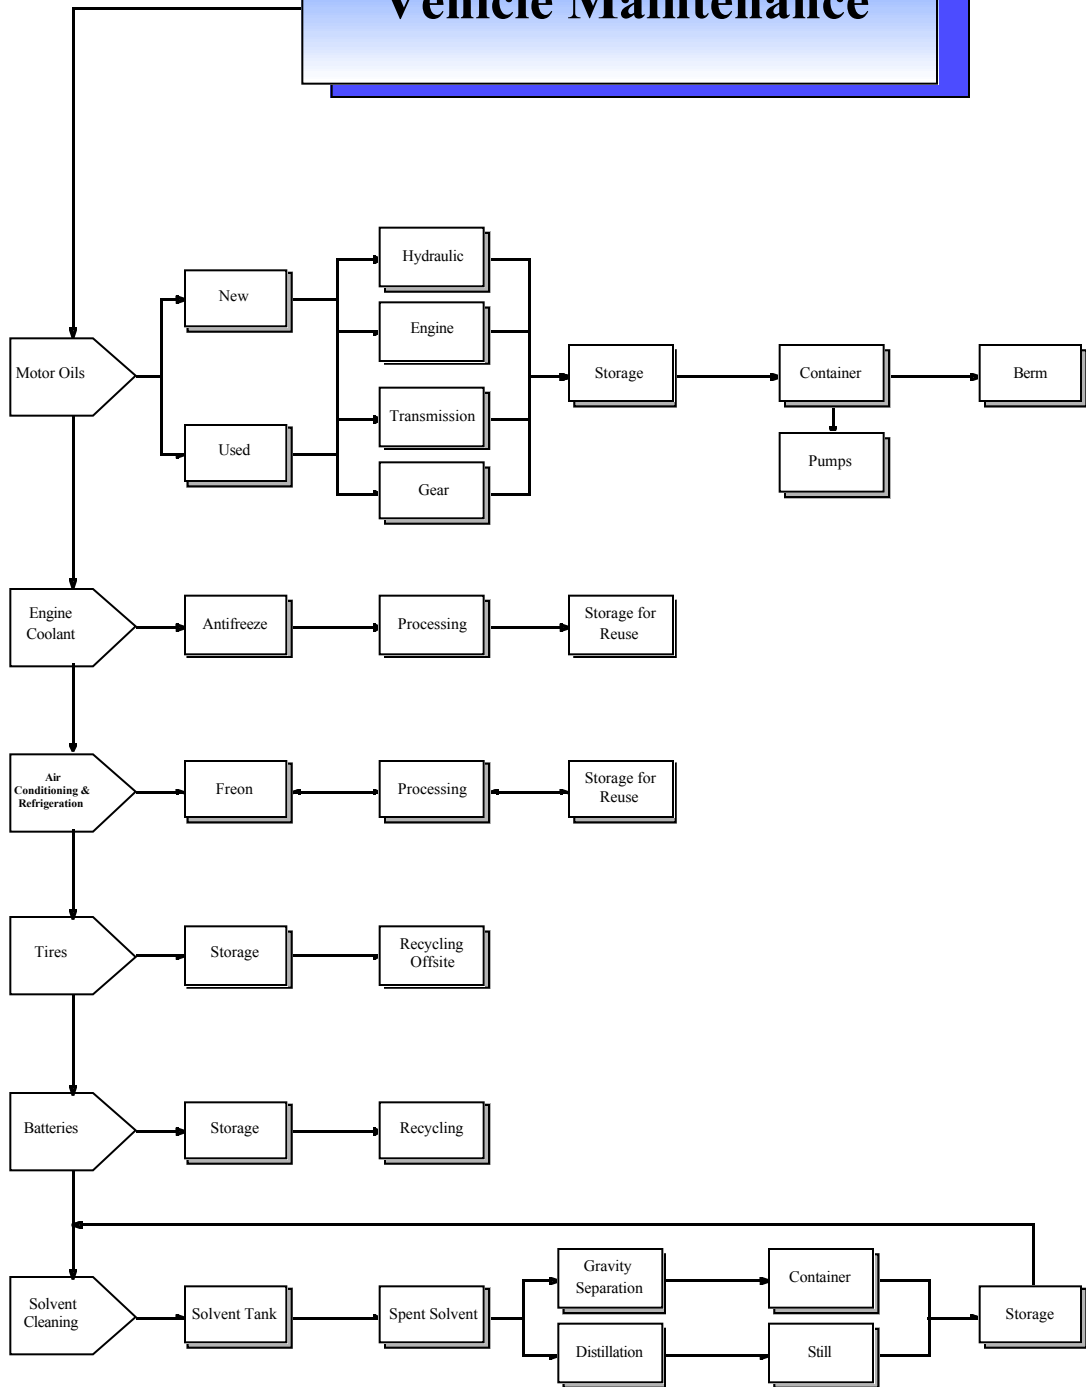 Vehicle Maintenance
Hydraulic
New
Engine
Motor Oils
Storage
Container
Berm
Transmission
Used
Pumps
Gear
Engine
Coolant
Antifreeze
Processing
Storage for
Reuse
Air
Conditioning &
Refrigeration
Freon
Processing
Storage for
Reuse
Tires
Storage
Recycling
Offsite
Batteries
Storage
Recycling
Gravity
Separation
Container
Solvent
Cleaning
Solvent Tank
Spent Solvent
Storage
Distillation
Still